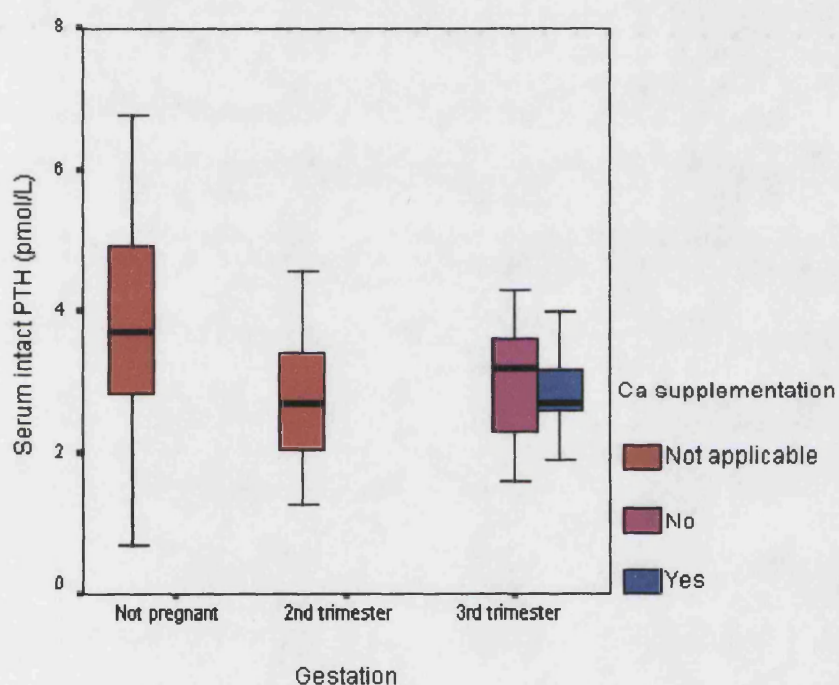 Serum intact PTH (pmol/L)
8
6
4
2
0
Not pregnant
2nd trimester
3rd trimester
Gestation
Ca supplementation
Not applicable
No
Yes